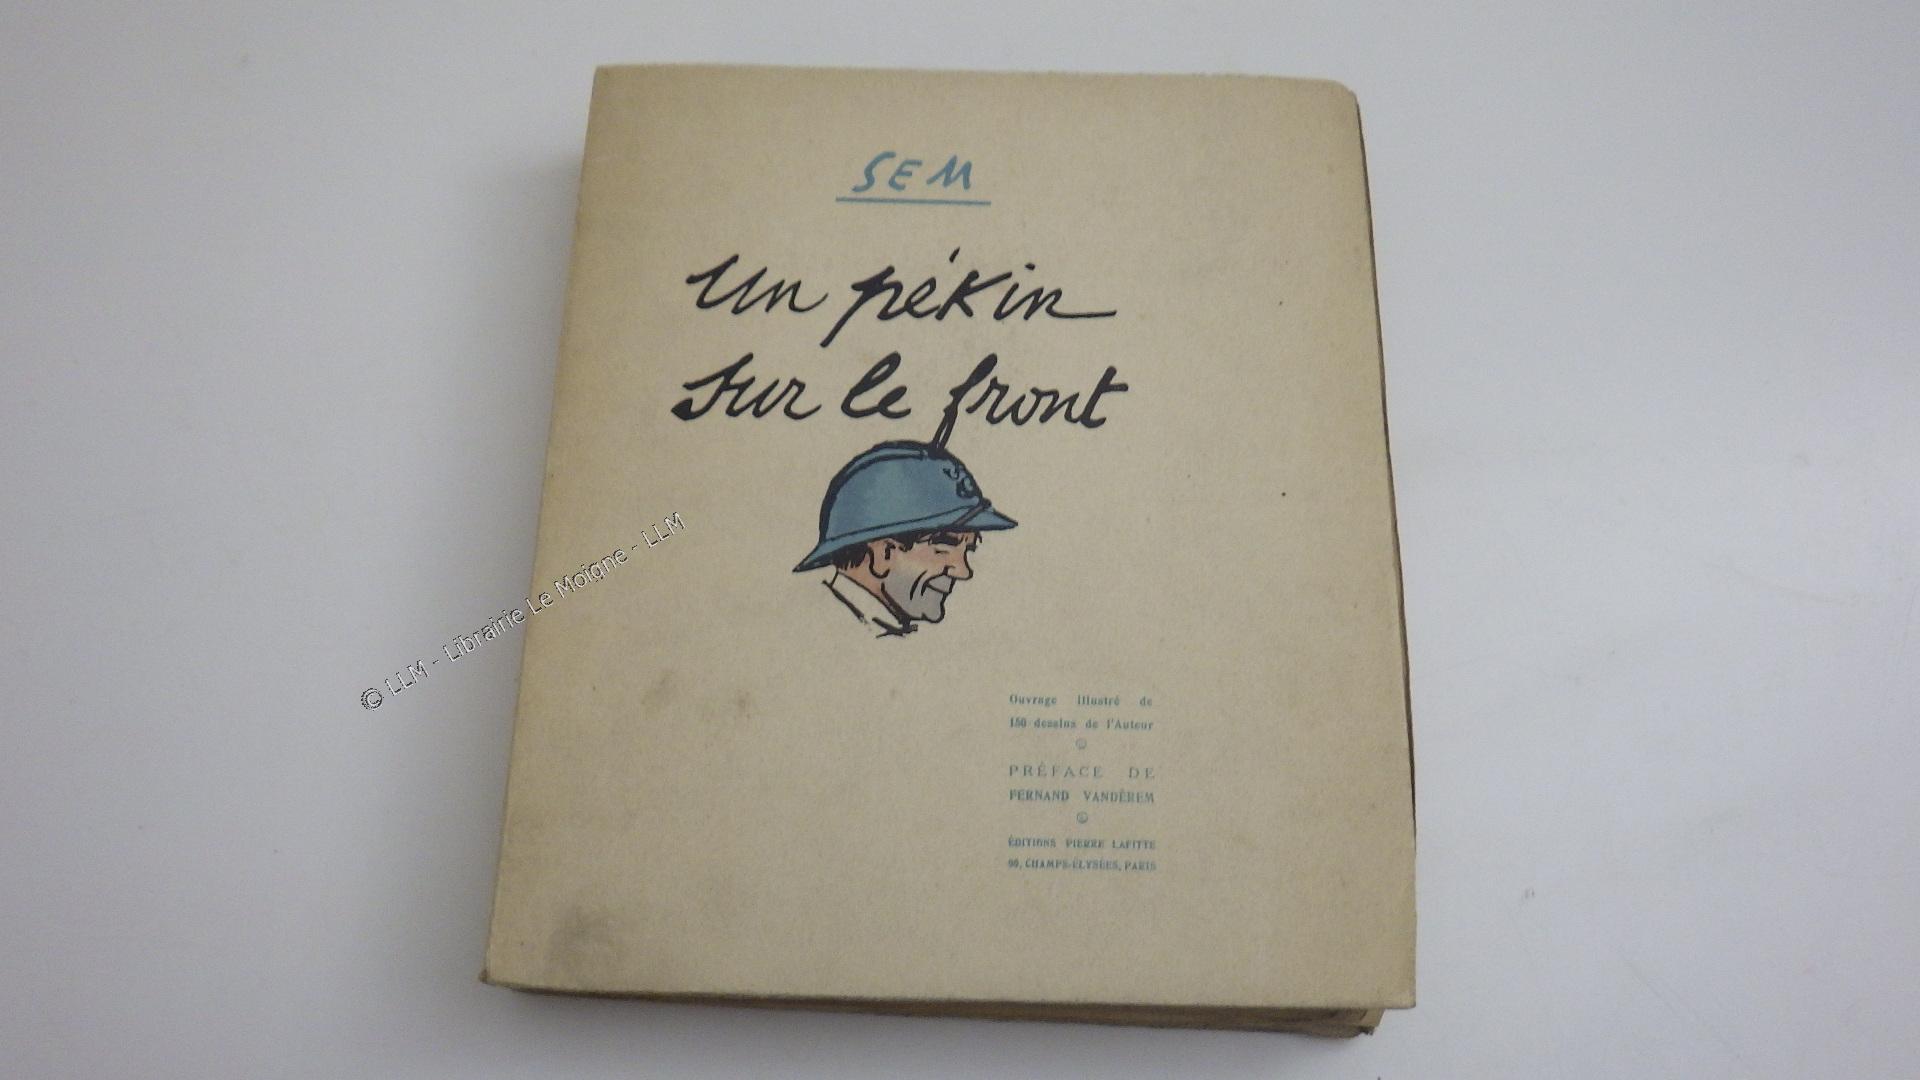 SEM
Un pékin
sur le front
Ouvrage illustré de
150 dessins de l'Auteur
PRÉFACE DE
FERNAND VANDÉREM
ÉDITIONS PIERRE LAFITTE
90, CHAMPS-ÉLYSÉES, PARIS
© LLM - Librairie Le Moigne - LLM